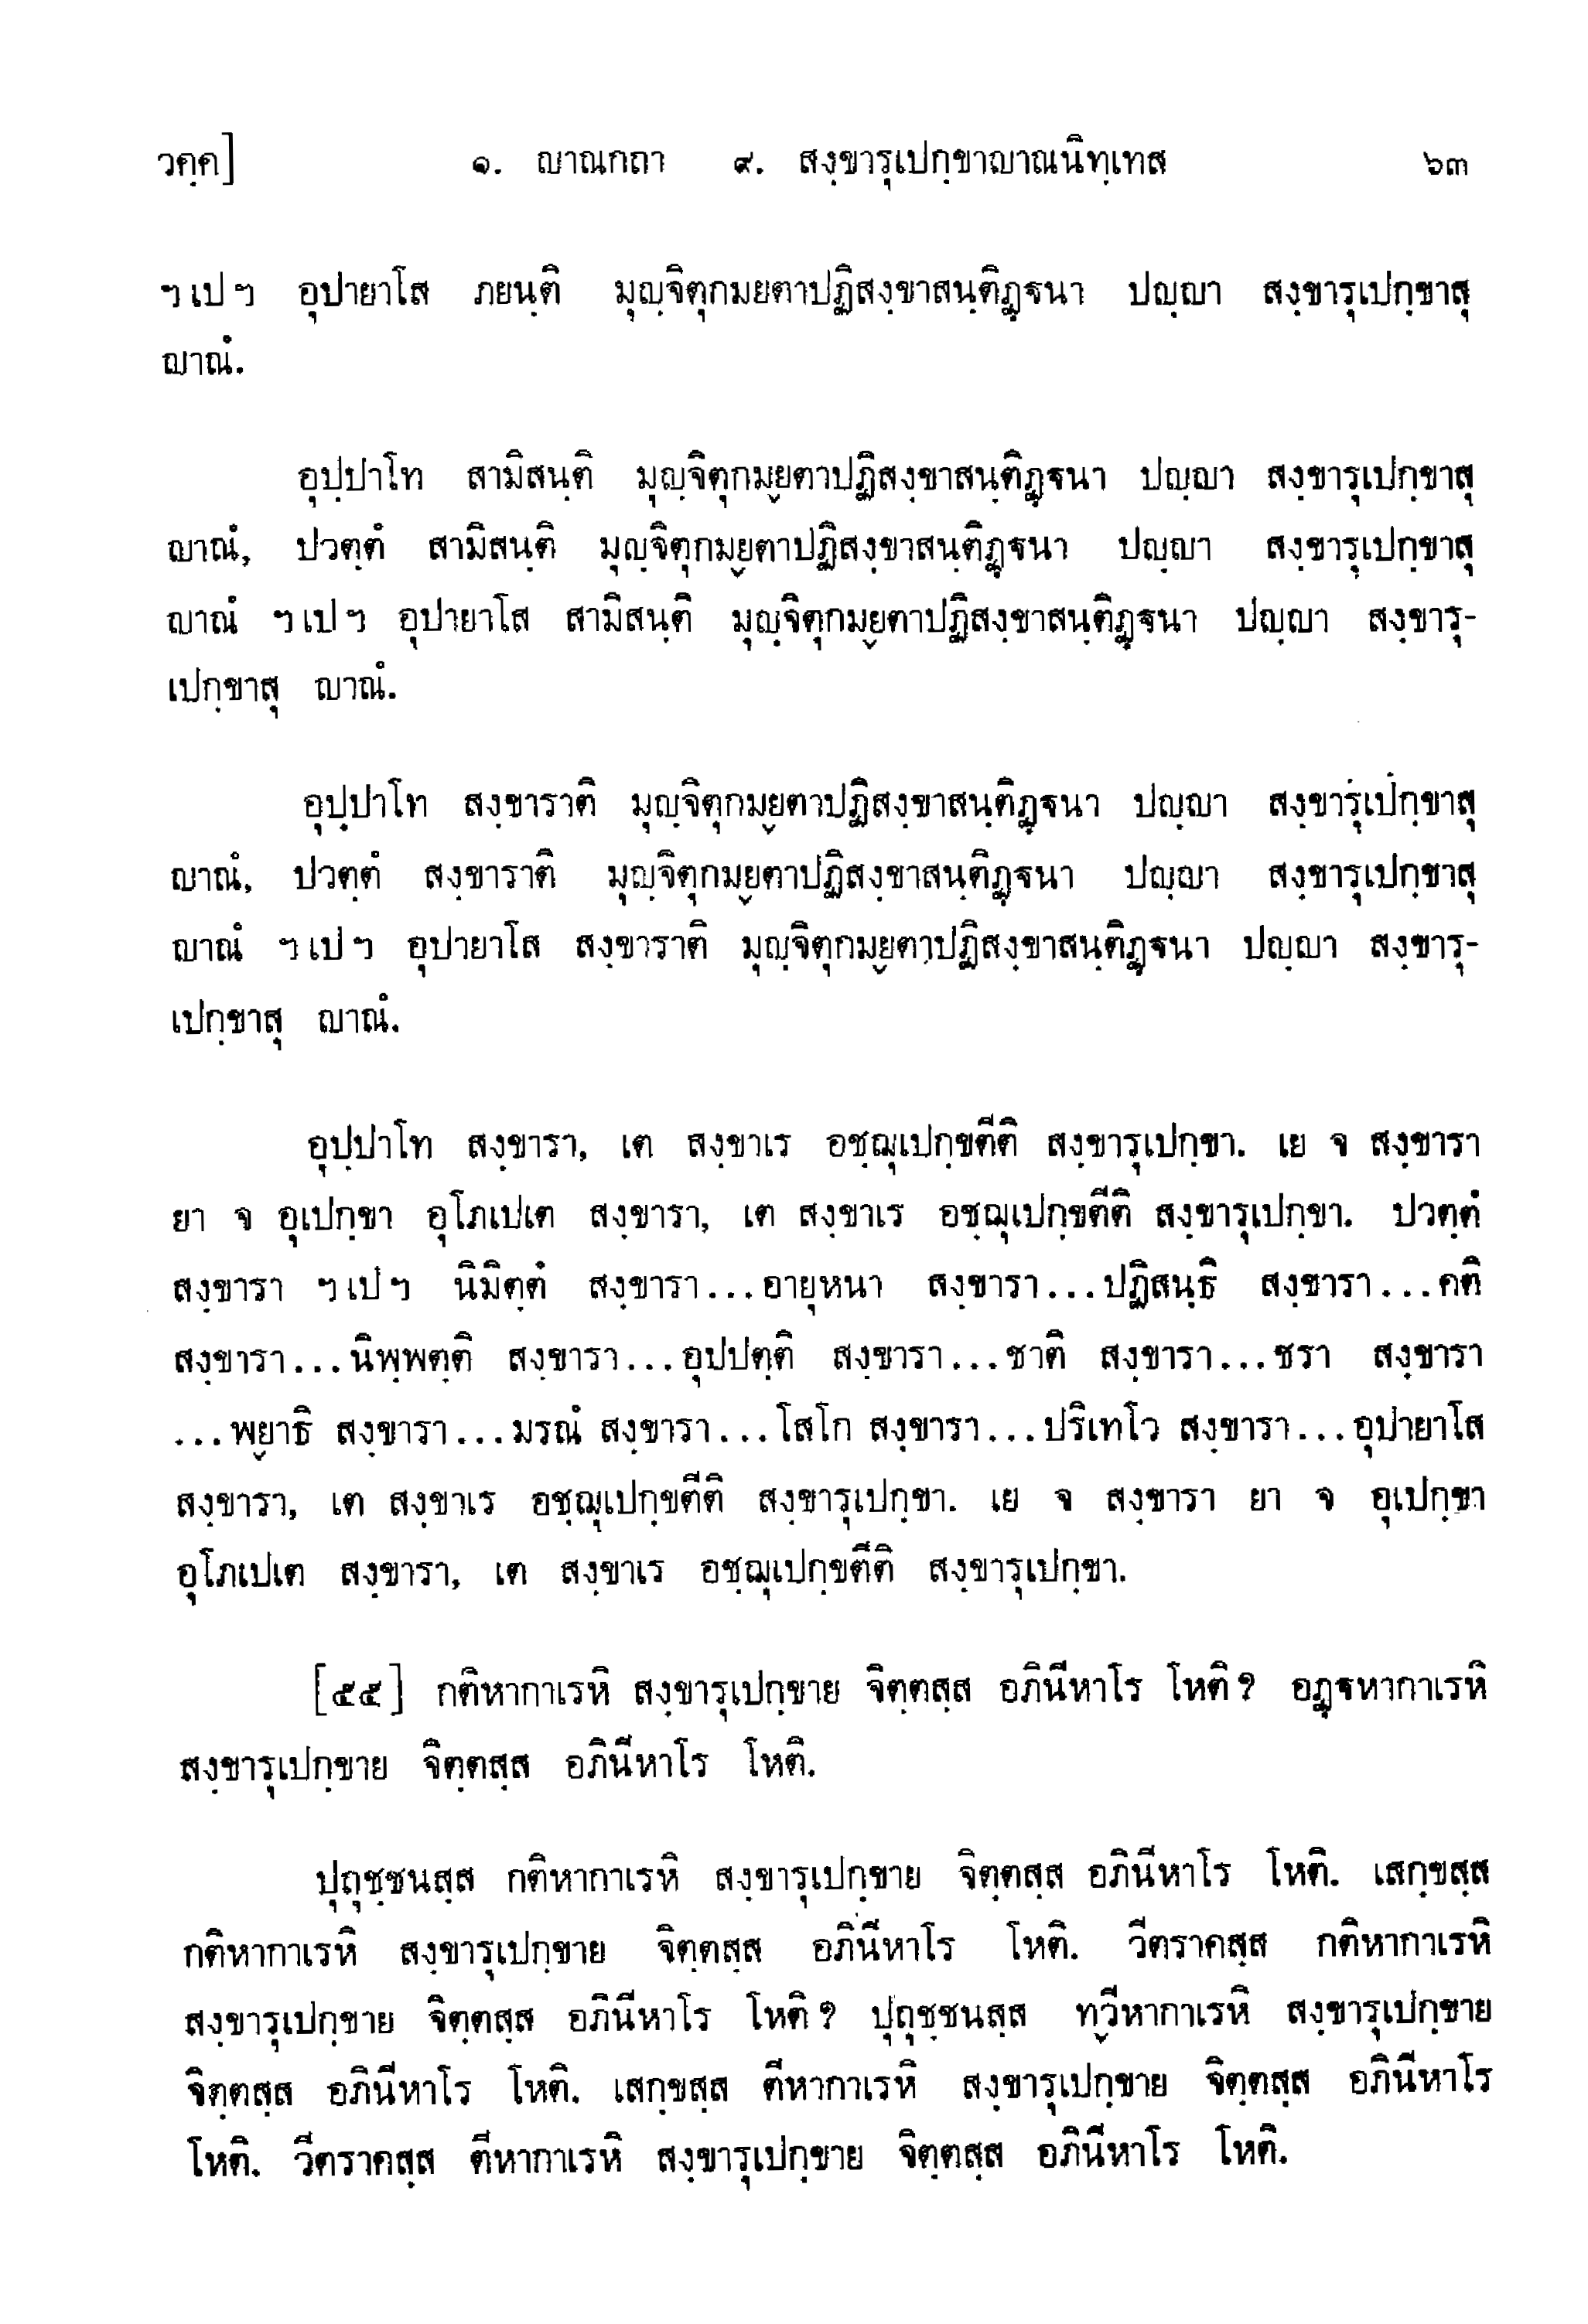 วคฺค] ๑. ญาณกถา ๙. สงฺขารุเปกฺขาญาณนิทฺเทส ๖๓
ฯ เป ฯ อุปายาโส ภยนฺติ มุญฺจิตุกมยตาปฏิสงฺขาสนฺติฏฺฐนา ปญฺญา สงฺขารุเปกฺขาสุ
ญาณํ.
อุปฺปาโท สามิสนฺติ มุญฺจิตุกมฺยตาปฏิสงฺขาสนฺติฏฺฐนา ปญฺญา สงฺขารุเปกฺขาสุ
ญาณํ, ปวตฺตํ สามิสนฺติ มุญฺจิตุกมฺยตาปฏิสงฺขาสนฺติฏฺฐนา ปญฺญา สงฺขารุเปกฺขาสุ
ญาณํ ฯ เป ฯ อุปายาโส สามิสนฺติ มุญฺจิตุกมฺยตาปฏิสงฺขาสนฺติฏฺฐนา ปญฺญา สงฺขารุ-
เปกฺขาสุ ญาณํ.
อุปฺปาโท สงฺขาราติ มุญฺจิตุกมฺยตาปฏิสงฺขาสนฺติฏฺฐนา ปญฺญา สงฺขารุเปกฺขาสุ
ญาณํ, ปวตฺตํ สงฺขาราติ มุญฺจิตุกมฺยตาปฏิสงฺขาสนฺติฏฺฐนา ปญฺญา สงฺขารุเปกฺขาสุ
ญาณํ ฯ เป ฯ อุปายาโส สงฺขาราติ มุญฺจิตุกมฺยตาปฏิสงฺขาสนฺติฏฺฐนา ปญฺญา สงฺขารุ-
เปกฺขาสุ ญาณํ.
อุปฺปาโท สงฺขารา, เต สงฺขาเร อชฺฌุเปกฺขตีติ สงฺขารุเปกฺขา. เย จ สงฺขารา
ยา จ อุเปกฺขา อุโภเปเต สงฺขารา, เต สงฺขาเร อชฺฌุเปกฺขตีติ สงฺขารุเปกฺขา. ปวตฺตํ
สงฺขารา ฯ เป ฯ นิมิตฺตํ สงฺขารา...อายุหนา สงฺขารา...ปฏิสนฺธิ สงฺขารา...คติ
สงฺขารา...นิพฺพตฺติ สงฺขารา...อุปปตฺติ สงฺขารา...ชาติ สงฺขารา...ชรา สงฺขารา
...พฺยาธิ สงฺขารา...มรณํ สงฺขารา...โสโก สงฺขารา...ปริเทโว สงฺขารา...อุปายาโส
สงฺขารา, เต สงฺขาเร อชฺฌุเปกฺขตีติ สงฺขารุเปกฺขา. เย จ สงฺขารา ยา จ อุเปกฺขา
อุโภเปเต สงฺขารา, เต สงฺขาเร อชฺฌุเปกฺขตีติ สงฺขารุเปกฺขา.
[๕๕] กติหากาเรหิ สงฺขารุเปกฺขาย จิตฺตสฺส อภินีหาโร โหติ? อฏฺฐหากาเรหิ
สงฺขารุเปกฺขาย จิตฺตสฺส อภินีหาโร โหติ.
ปุถุชฺชนสฺส กติหากาเรหิ สงฺขารุเปกฺขาย จิตฺตสฺส อภินีหาโร โหติ. เสกฺขสฺส
กติหากาเรหิ สงฺขารุเปกฺขาย จิตฺตสฺส อภินีหาโร โหติ. วีตราคสฺส กติหากาเรหิ
สงฺขารุเปกฺขาย จิตฺตสฺส อภินีหาโร โหติ? ปุถุชฺชนสฺส ทฺวีหากาเรหิ สงฺขารุเปกฺขาย
จิตฺตสฺส อภินีหาโร โหติ. เสกฺขสฺส ตีหากาเรหิ สงฺขารุเปกฺขาย จิตฺตสฺส อภินีหาโร
โหติ. วีตราคสฺส ตีหากาเรหิ สงฺขารุเปกฺขาย จิตฺตสฺส อภินีหาโร โหติ.